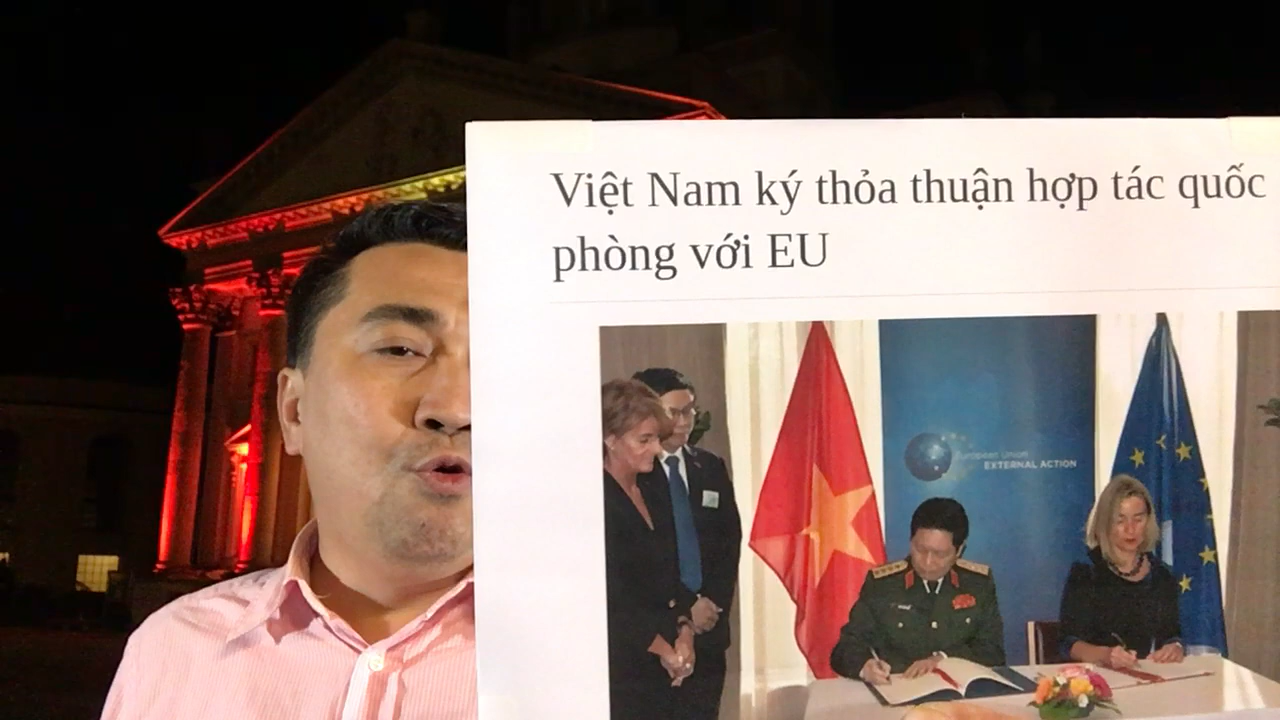 Việt Nam ký thỏa thuận hợp tác quốc
phòng với EU
European Union
EXTERNAL ACTION